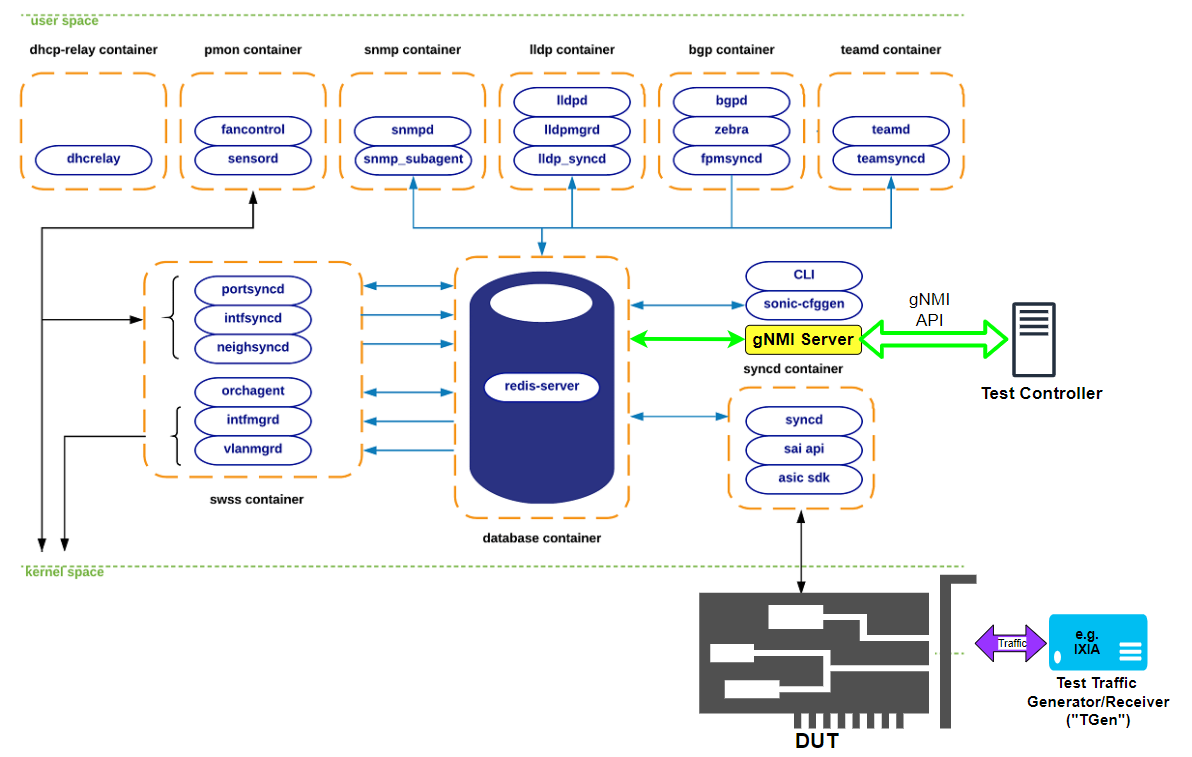 user space
dhcp-relay container
pmon container
snmp container
lldp container
bgp container
teamd container
dhcrelay
fancontrol
sensord
snmpd
snmp_subagent
lldpd
lldpmgrd
lldp_syncd
bgpd
zebra
fpmsyncd
teamd
teamsyncd
portsyncd
intfsyncd
neighsyncd
orchagent
intfmgrd
vlanmgrd
swss container
redis-server
database container
CLI
sonic-cfggen
gNMI Server
gNMI
API
Test Controller
syncd container
syncd
sai api
asic sdk
kernel space
DUT
Traffic
e.g.
IXIA
Test Traffic
Generator/Receiver
("TGen")